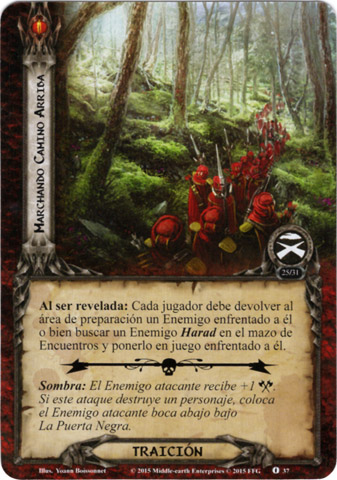 MARCHANDO CAMINO ARRIBA
25/31
Al ser revelada: Cada jugador debe devolver al
área de preparación un Enemigo enfrentado a él
o bien buscar un Enemigo Harad en el mazo de
Encuentros y ponerlo en juego enfrentado a él.
Sombra: El Enemigo atacante recibe +1
Si este ataque destruye un personaje, coloca
el Enemigo atacante boca abajo bajo
La Puerta Negra.
TRAICIÓN
Illus. Yoann Boissonnet © 2015 Middle-earth Enterprises © 2015 FFG 37